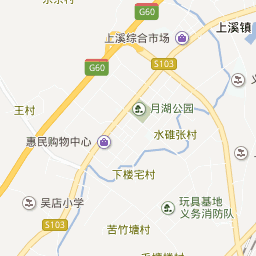 G60
上溪镇
上溪综合市场
S103
G60
王村
月湖公园
水碓张村
惠民购物中心
下楼宅村
吴店小学
玩具基地
义务消防队
S103
苦竹塘村